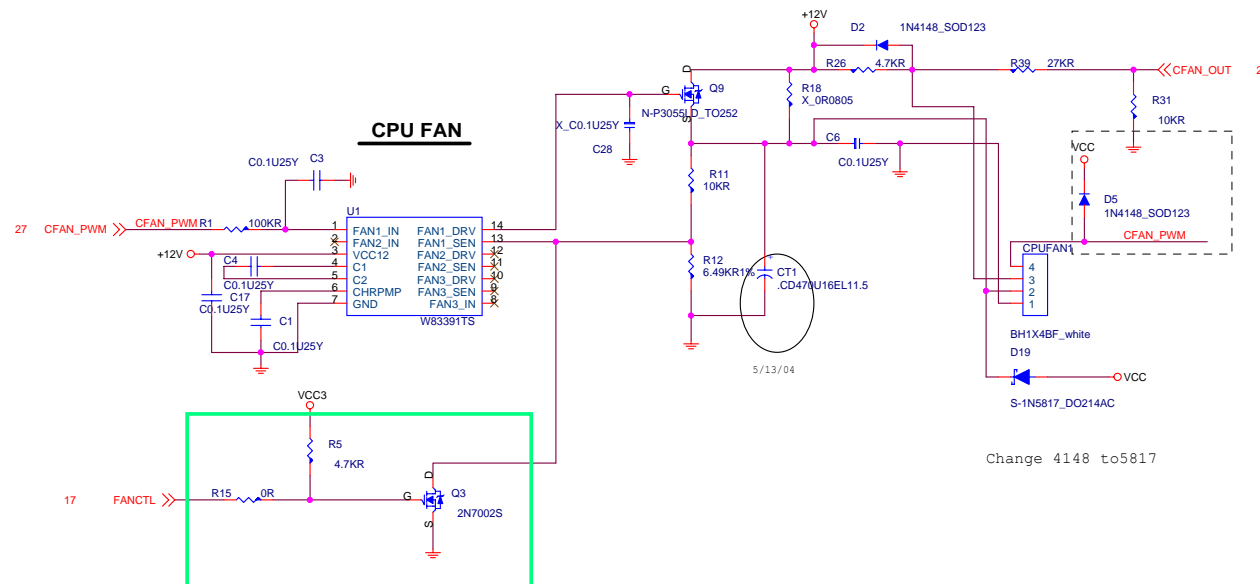 +12V
D2 1N4148_SOD123
R26 4.7KR
R39 27KR
CFAN_OUT 2
D
G
S
Q9
N-P3055LD_TO252
R18
X_0R0805
R31
10KR
X_C0.1U25Y
C28
CPU FAN
C6
C0.1U25Y
VCC
D5
1N4148_SOD123
CFAN_PWM
C0.1U25Y C3
R11
10KR
U1
27 CFAN_PWM CFAN_PWM R1 100KR
1 FAN1_IN FAN1_DRV 14
2 FAN2_IN FAN1_SEN 13
3 VCC12 FAN2_DRV 12
4 C1 FAN2_SEN 11
5 C2 FAN3_DRV 10
6 CHRPMP FAN3_SEN 9
7 GND FAN3_IN 8
W83391TS
+12V
C4
C0.1U25Y
C17
C0.1U25Y
C1
C0.1U25Y
R12
6.49KR1%
+
CT1
.CD470U16EL11.5
5/13/04
CPUFAN1
4
3
2
1
BH1X4BF_white
D19
VCC
S-1N5817_DO214AC
Change 4148 to5817
VCC3
R5
4.7KR
17 FANCTL R15 0R
D
G
S
Q3
2N7002S